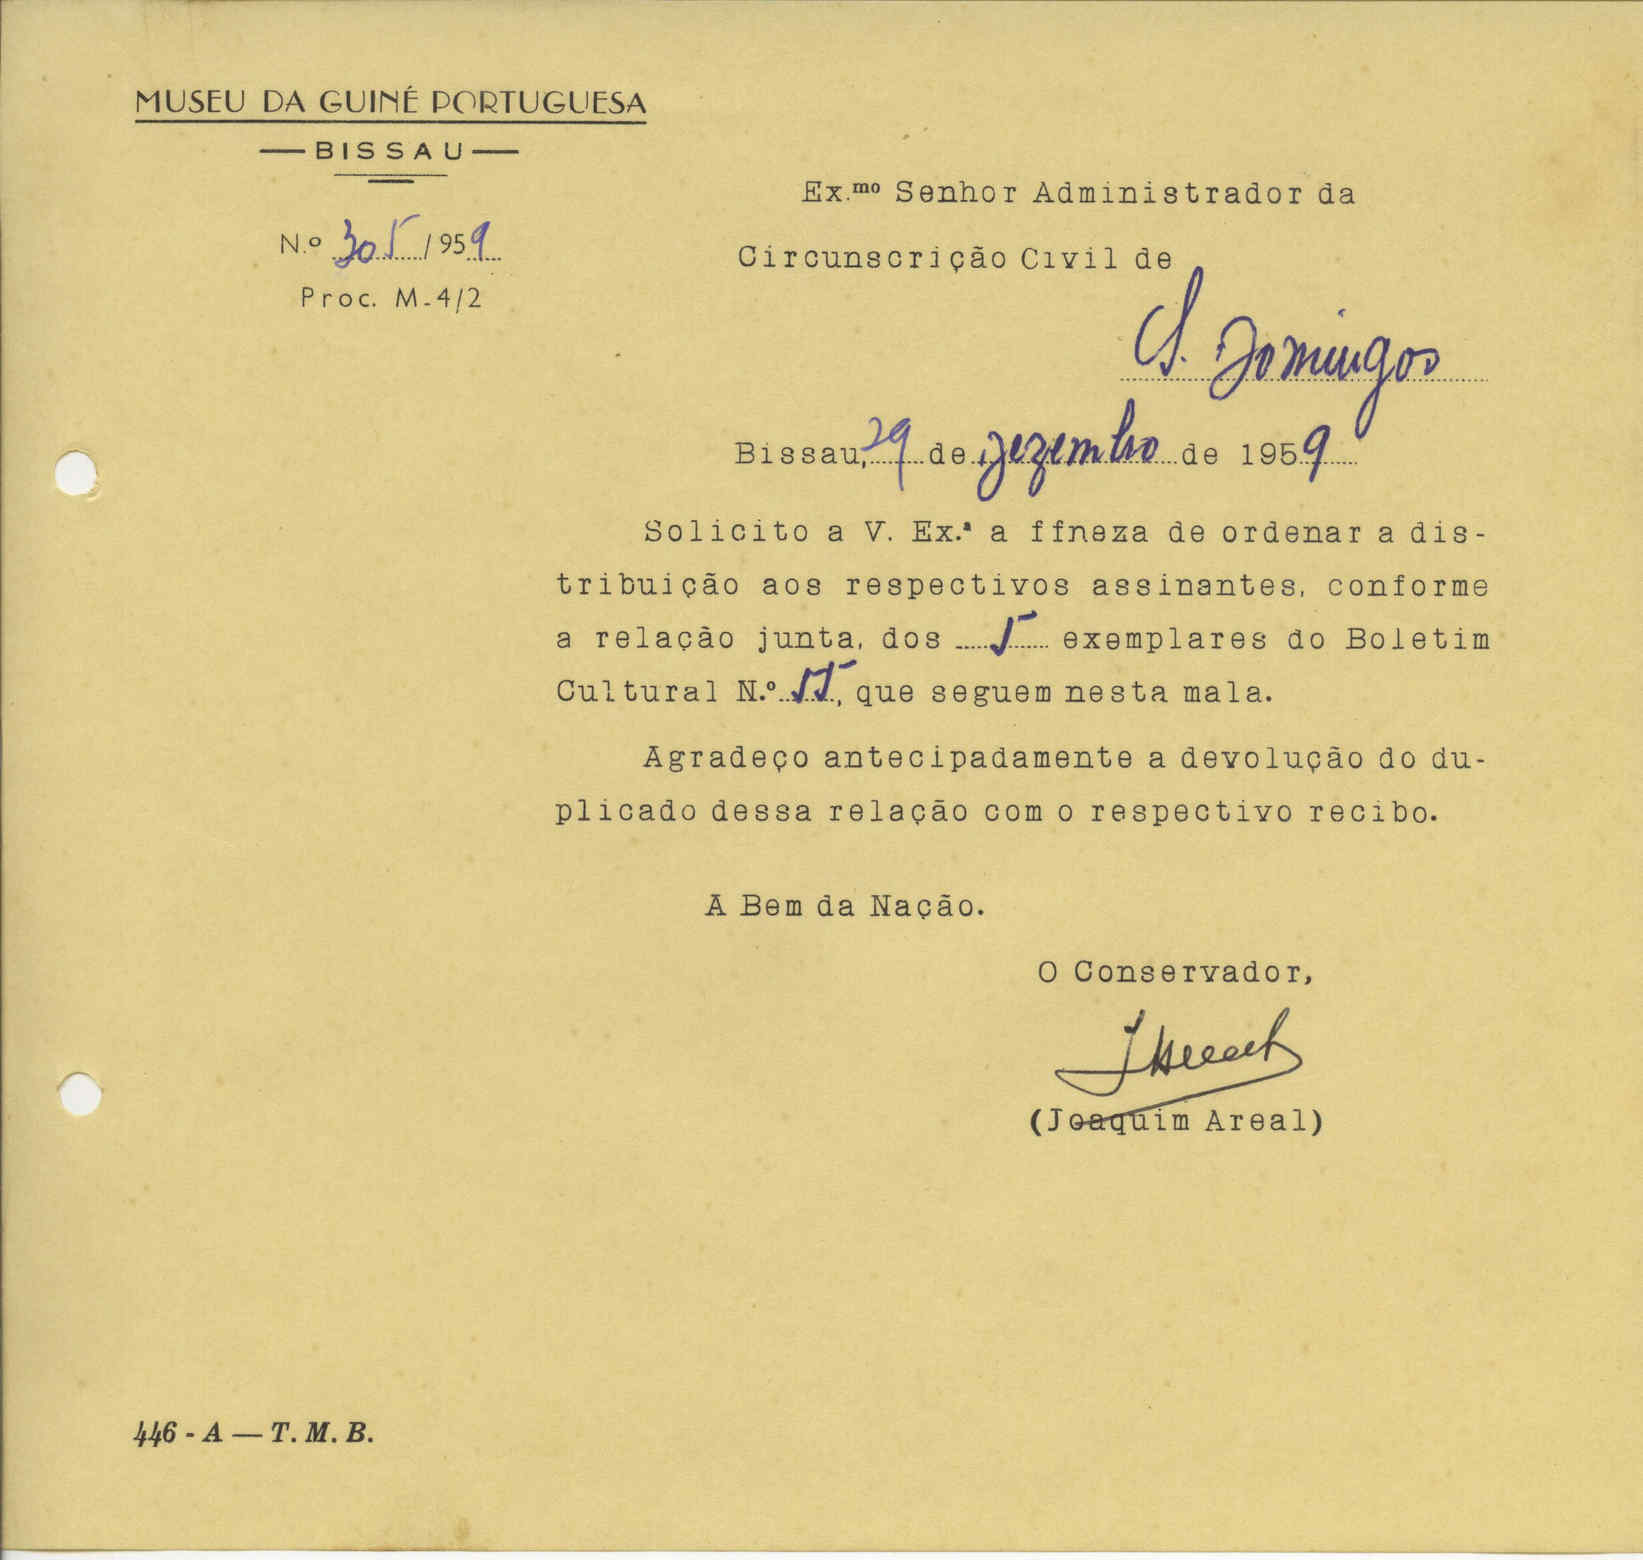 MUSEU DA GUINÉ PORTUGUESA
— BISSAU —
N.º 305 / 959
Proc. M-4/2
Ex.mo Senhor Administrador da
Circunscrição Civil de
S. Domingos
Bissau, 29 de Dezembro de 1959
Solicito a V. Ex.ª a ffneza de ordenar a dis-
tribuição aos respectivos assinantes, conforme
a relação junta, dos 5 exemplares do Boletim
Cultural N.º 55, que seguem nesta mala.
Agradeço antecipadamente a devolução do du-
plicado dessa relação com o respectivo recibo.
A Bem da Nação.
O Conservador,
(Joaquim Areal)
446 - A — T. M. B.